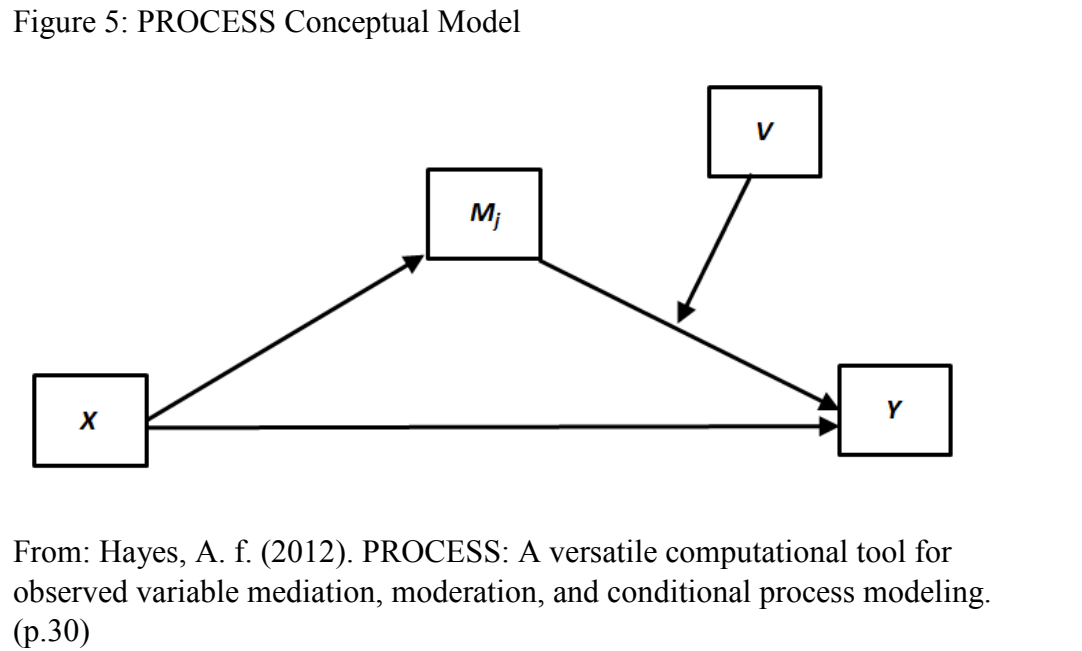 Figure 5: PROCESS Conceptual Model
V
Mj
X
Y
From: Hayes, A. f. (2012). PROCESS: A versatile computational tool for
observed variable mediation, moderation, and conditional process modeling.
(p.30)